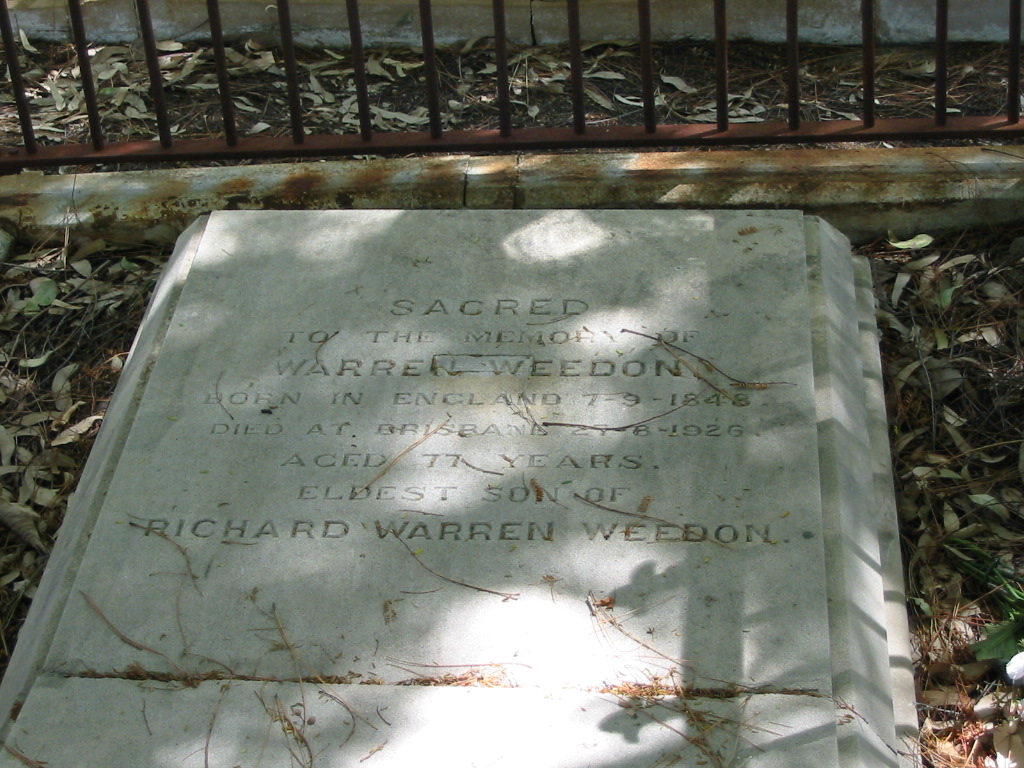 SACRED
TO THE MEMORY OF
WARREN WEEDON,
BORN IN ENGLAND 7-9-1848.
DIED AT BRISBANE 27-8-1926.
AGED 77 YEARS.
ELDEST SON OF
RICHARD WARREN WEEDON.